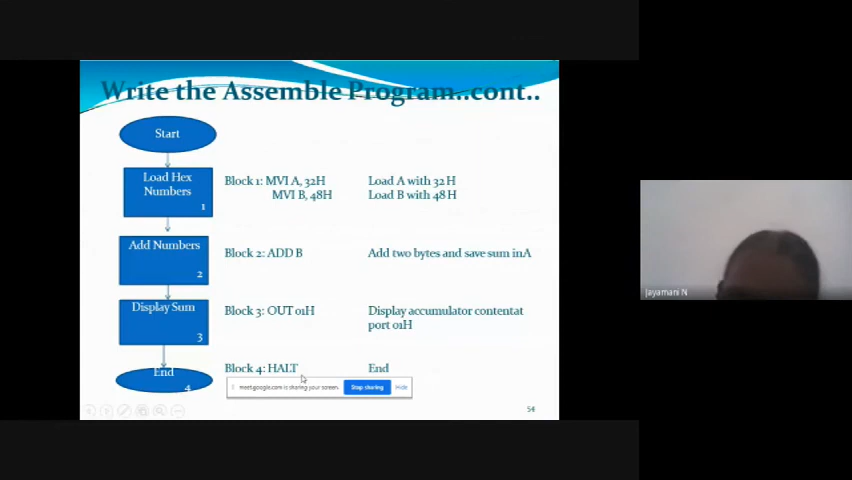 Write the Assemble Program..cont..
Start
Load Hex
Numbers
1
Block 1: MVI A, 32H
Load A with 32 H
MVI B, 48H
Load B with 48 H
Add Numbers
2
Block 2: ADD B
Add two bytes and save sum inA
Display Sum
3
Block 3: OUT 01H
Display accumulator contentat
port 01H
End
4
Block 4: HALT
End
meet.google.com is sharing your screen.
Stop sharing
Hide
54
Jayamani N